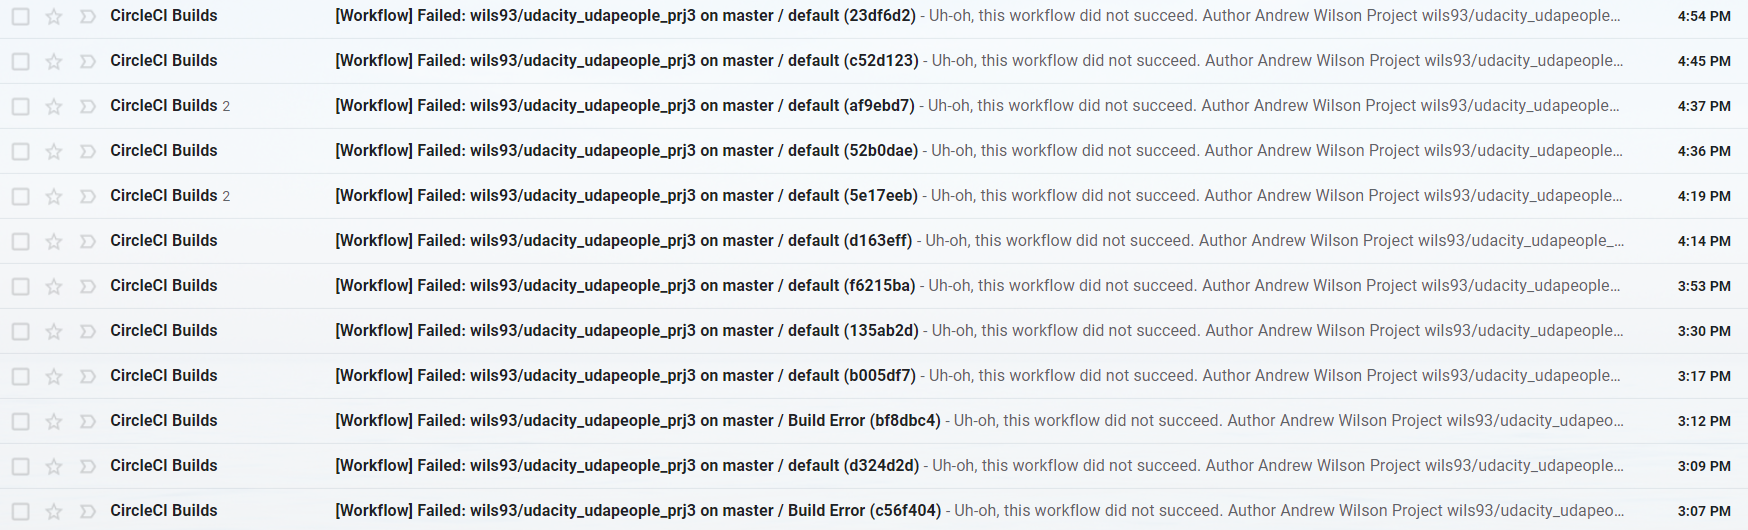 CircleCI Builds [Workflow] Failed: wils93/udacity_udapeople_prj3 on master / default (23df6d2) - Uh-oh, this workflow did not succeed. Author Andrew Wilson Project wils93/udacity_udapeople... 4:54 PM
CircleCI Builds [Workflow] Failed: wils93/udacity_udapeople_prj3 on master / default (c52d123) - Uh-oh, this workflow did not succeed. Author Andrew Wilson Project wils93/udacity_udapeople... 4:45 PM
CircleCI Builds 2 [Workflow] Failed: wils93/udacity_udapeople_prj3 on master / default (af9ebd7) - Uh-oh, this workflow did not succeed. Author Andrew Wilson Project wils93/udacity_udapeople... 4:37 PM
CircleCI Builds [Workflow] Failed: wils93/udacity_udapeople_prj3 on master / default (52b0dae) - Uh-oh, this workflow did not succeed. Author Andrew Wilson Project wils93/udacity_udapeople... 4:36 PM
CircleCI Builds 2 [Workflow] Failed: wils93/udacity_udapeople_prj3 on master / default (5e17eeb) - Uh-oh, this workflow did not succeed. Author Andrew Wilson Project wils93/udacity_udapeople... 4:19 PM
CircleCI Builds [Workflow] Failed: wils93/udacity_udapeople_prj3 on master / default (d163eff) - Uh-oh, this workflow did not succeed. Author Andrew Wilson Project wils93/udacity_udapeople_... 4:14 PM
CircleCI Builds [Workflow] Failed: wils93/udacity_udapeople_prj3 on master / default (f6215ba) - Uh-oh, this workflow did not succeed. Author Andrew Wilson Project wils93/udacity_udapeople... 3:53 PM
CircleCI Builds [Workflow] Failed: wils93/udacity_udapeople_prj3 on master / default (135ab2d) - Uh-oh, this workflow did not succeed. Author Andrew Wilson Project wils93/udacity_udapeople... 3:30 PM
CircleCI Builds [Workflow] Failed: wils93/udacity_udapeople_prj3 on master / default (b005df7) - Uh-oh, this workflow did not succeed. Author Andrew Wilson Project wils93/udacity_udapeople... 3:17 PM
CircleCI Builds [Workflow] Failed: wils93/udacity_udapeople_prj3 on master / Build Error (bf8dbc4) - Uh-oh, this workflow did not succeed. Author Andrew Wilson Project wils93/udacity_udapeo... 3:12 PM
CircleCI Builds [Workflow] Failed: wils93/udacity_udapeople_prj3 on master / default (d324d2d) - Uh-oh, this workflow did not succeed. Author Andrew Wilson Project wils93/udacity_udapeople... 3:09 PM
CircleCI Builds [Workflow] Failed: wils93/udacity_udapeople_prj3 on master / Build Error (c56f404) - Uh-oh, this workflow did not succeed. Author Andrew Wilson Project wils93/udacity_udapeo... 3:07 PM